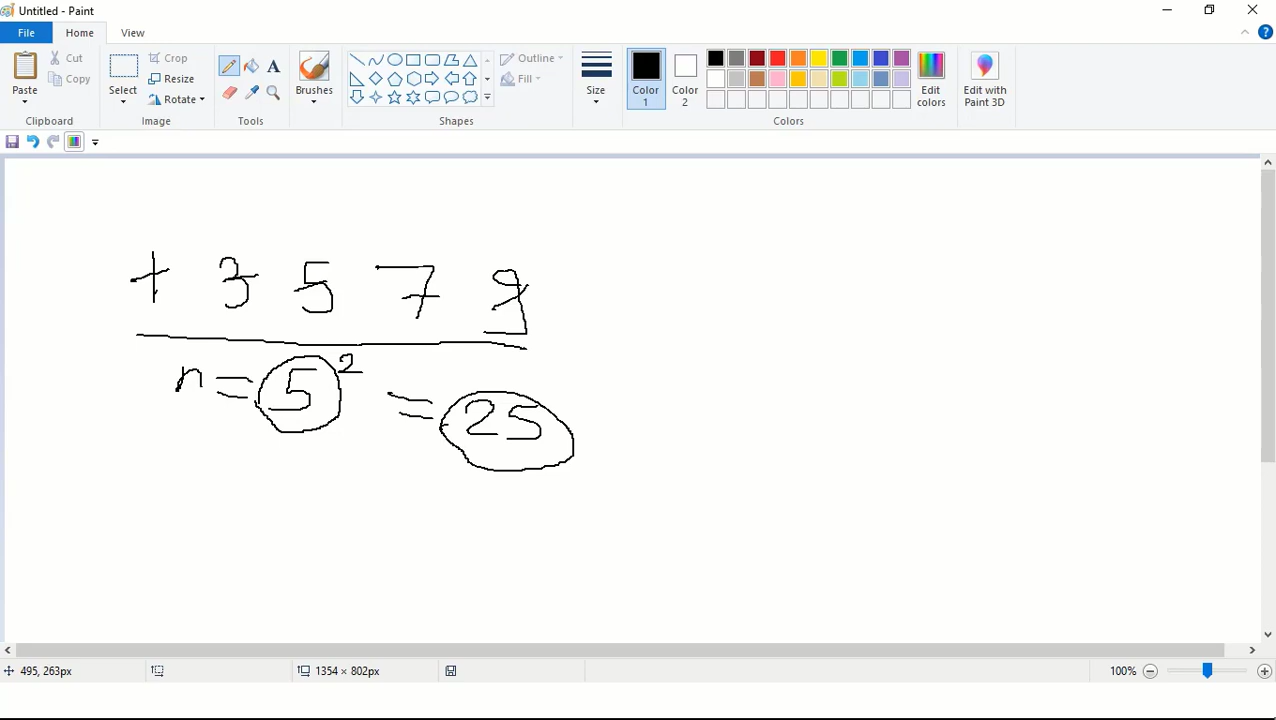 Untitled - Paint
File Home View
Paste Cut Copy Clipboard
Select Crop Resize Rotate Image
Tools
Brushes
Outline Fill Shapes
Size
Color 1 Color 2 Edit colors Colors
Edit with Paint 3D
1 3 5 7 9
n = 5² = 25
495, 263px 1354 × 802px 100%